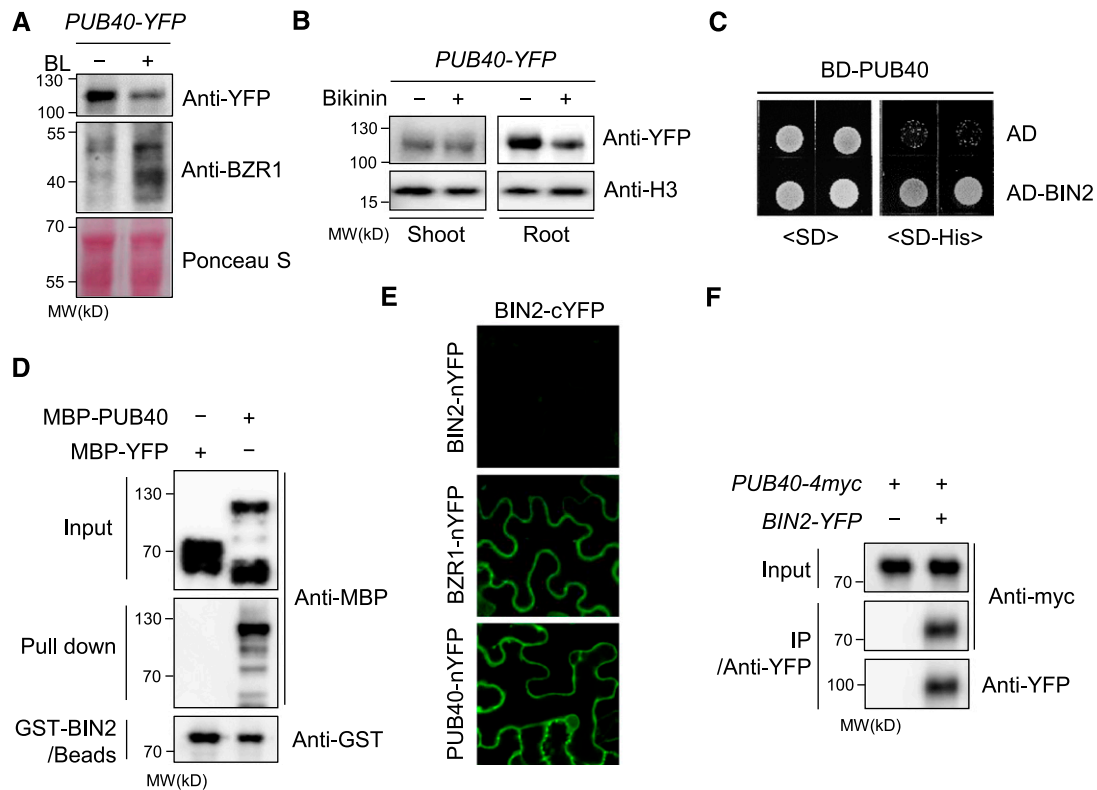 A
PUB40-YFP
BL − +
130
100
Anti-YFP
55
40
Anti-BZR1
70
55
Ponceau S
MW(kD)
B
PUB40-YFP
Bikinin − + − +
130
100
Anti-YFP
15
Anti-H3
MW(kD) Shoot Root
C
BD-PUB40
AD
AD-BIN2
<SD> <SD-His>
D
MBP-PUB40 − +
MBP-YFP + −
Input
130
70
Anti-MBP
Pull down
130
70
GST-BIN2
/Beads
70
Anti-GST
MW(kD)
E
BIN2-cYFP
BIN2-nYFP
BZR1-nYFP
PUB40-nYFP
F
PUB40-4myc + +
BIN2-YFP − +
Input
70
Anti-myc
IP
/Anti-YFP
70
100
Anti-YFP
MW(kD)